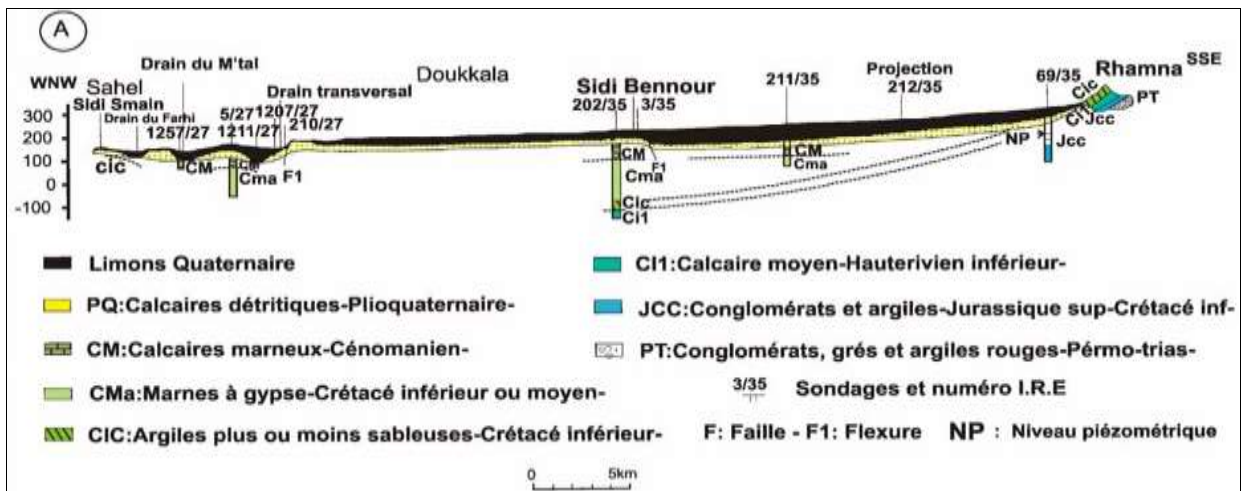 A
WNW
Sahel
Sidi Smain
Drain du Farhi
Drain du M'tal
1257/27
5/27
1211/27
1207/27
Drain transversal
210/27
Doukkala
Sidi Bennour
202/35
3/35
211/35
Projection
212/35
69/35
Rhamna
SSE
300
200
100
0
-100
CIC
CM
CM
Cma
F1
CM
Cma
Cic
Ci1
F1
CM
Cma
NP
Cic
CI1
Jcc
Jcc
PT
Limons Quaternaire
PQ:Calcaires détritiques-Plioquaternaire-
CM:Calcaires marneux-Cénomanien-
CMa:Marnes à gypse-Crétacé inférieur ou moyen-
CIC:Argiles plus ou moins sableuses-Crétacé inférieur-
CI1:Calcaire moyen-Hauterivien inférieur-
JCC:Conglomérats et argiles-Jurassique sup-Crétacé inf-
PT:Conglomérats, grés et argiles rouges-Pérmo-trias-
3/35 Sondages et numéro I.R.E
F: Faille - F1: Flexure NP : Niveau piézométrique
0 5km